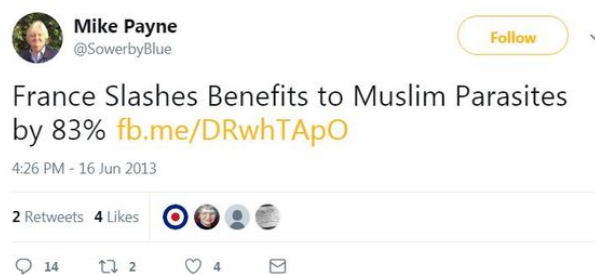 Mike Payne
@SowerbyBlue
Follow
France Slashes Benefits to Muslim Parasites
by 83% fb.me/DRwhTApO
4:26 PM - 16 Jun 2013
2 Retweets 4 Likes
14 2 4